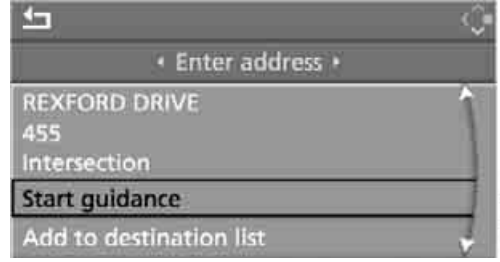 Enter address
REXFORD DRIVE
455
Intersection
Start guidance
Add to destination list